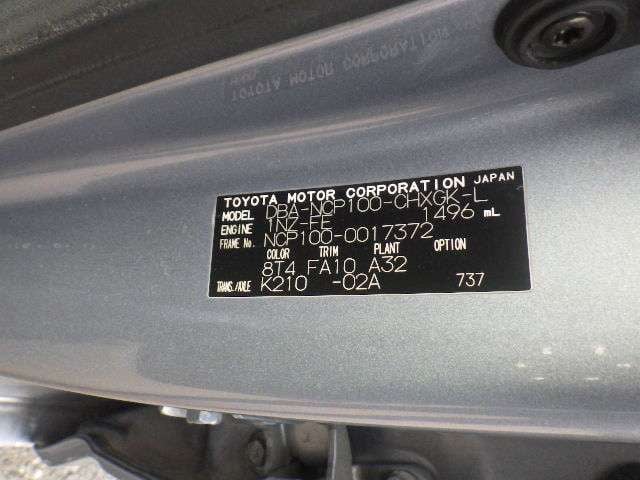 TOYOTA MOTOR CORPORATION JAPAN
MODEL DBA-NCP100-CHXGK-L
ENGINE 1NZ-FE 1496 mL
FRAME No. NCP100-0017372
COLOR TRIM PLANT OPTION
8T4 FA10 A32
TRANS./AXLE K210 -02A 737